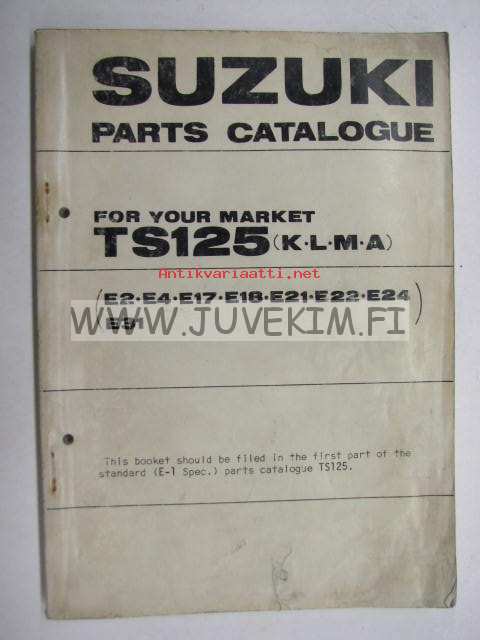 SUZUKI
PARTS CATALOGUE
FOR YOUR MARKET
TS125(K·L·M·A)
Antikvariaatti.net
(E2·E4·E17·E18·E21·E22·E24
E91)
WWW.JUVEKIM.FI
This booket should be filed in the first part of the
standard (E-1 Spec.) parts catalogue TS125.